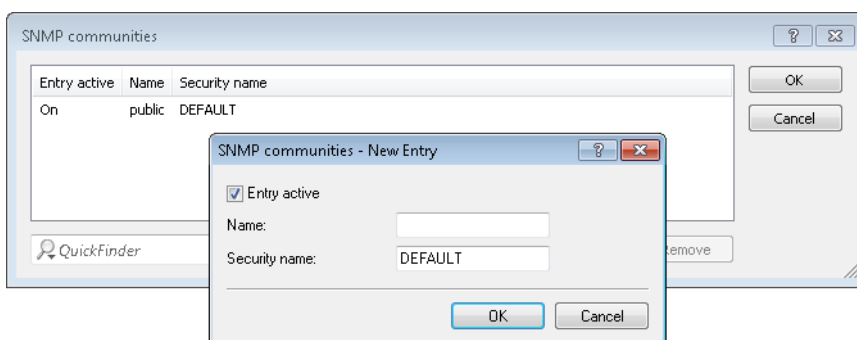 SNMP communities
Entry active Name Security name
On public DEFAULT
OK
Cancel
QuickFinder
SNMP communities - New Entry
Entry active
Name:
Security name: DEFAULT
OK Cancel